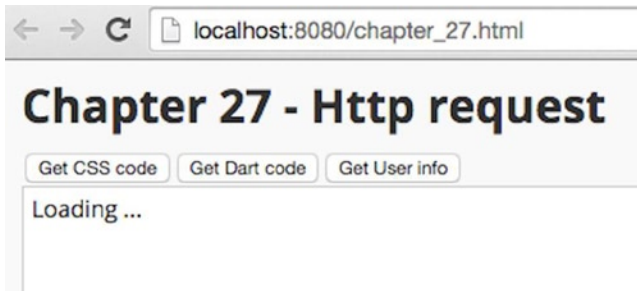 localhost:8080/chapter_27.html
Chapter 27 - Http request
Get CSS code Get Dart code Get User info
Loading ...